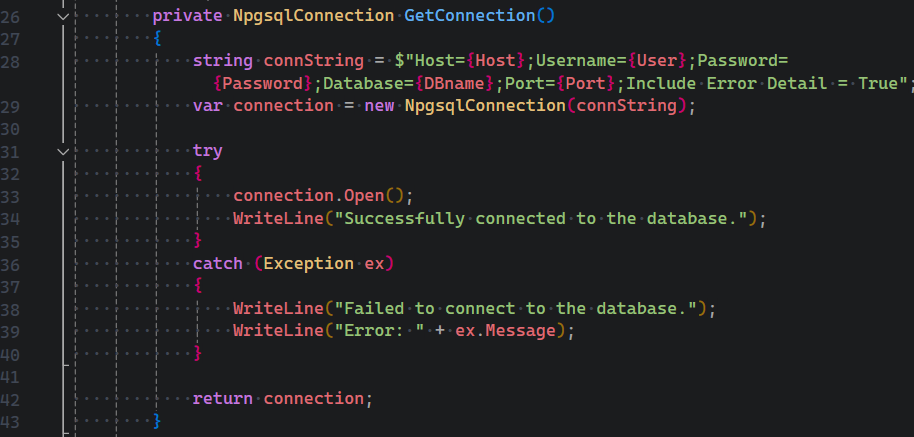 26 private NpgsqlConnection GetConnection()
27 {
28 string connString = $"Host={Host};Username={User};Password=
{Password};Database={DBname};Port={Port};Include Error Detail = True";
29 var connection = new NpgsqlConnection(connString);
30
31 try
32 {
33 connection.Open();
34 WriteLine("Successfully connected to the database.");
35 }
36 catch (Exception ex)
37 {
38 WriteLine("Failed to connect to the database.");
39 WriteLine("Error: " + ex.Message);
40 }
41
42 return connection;
43 }